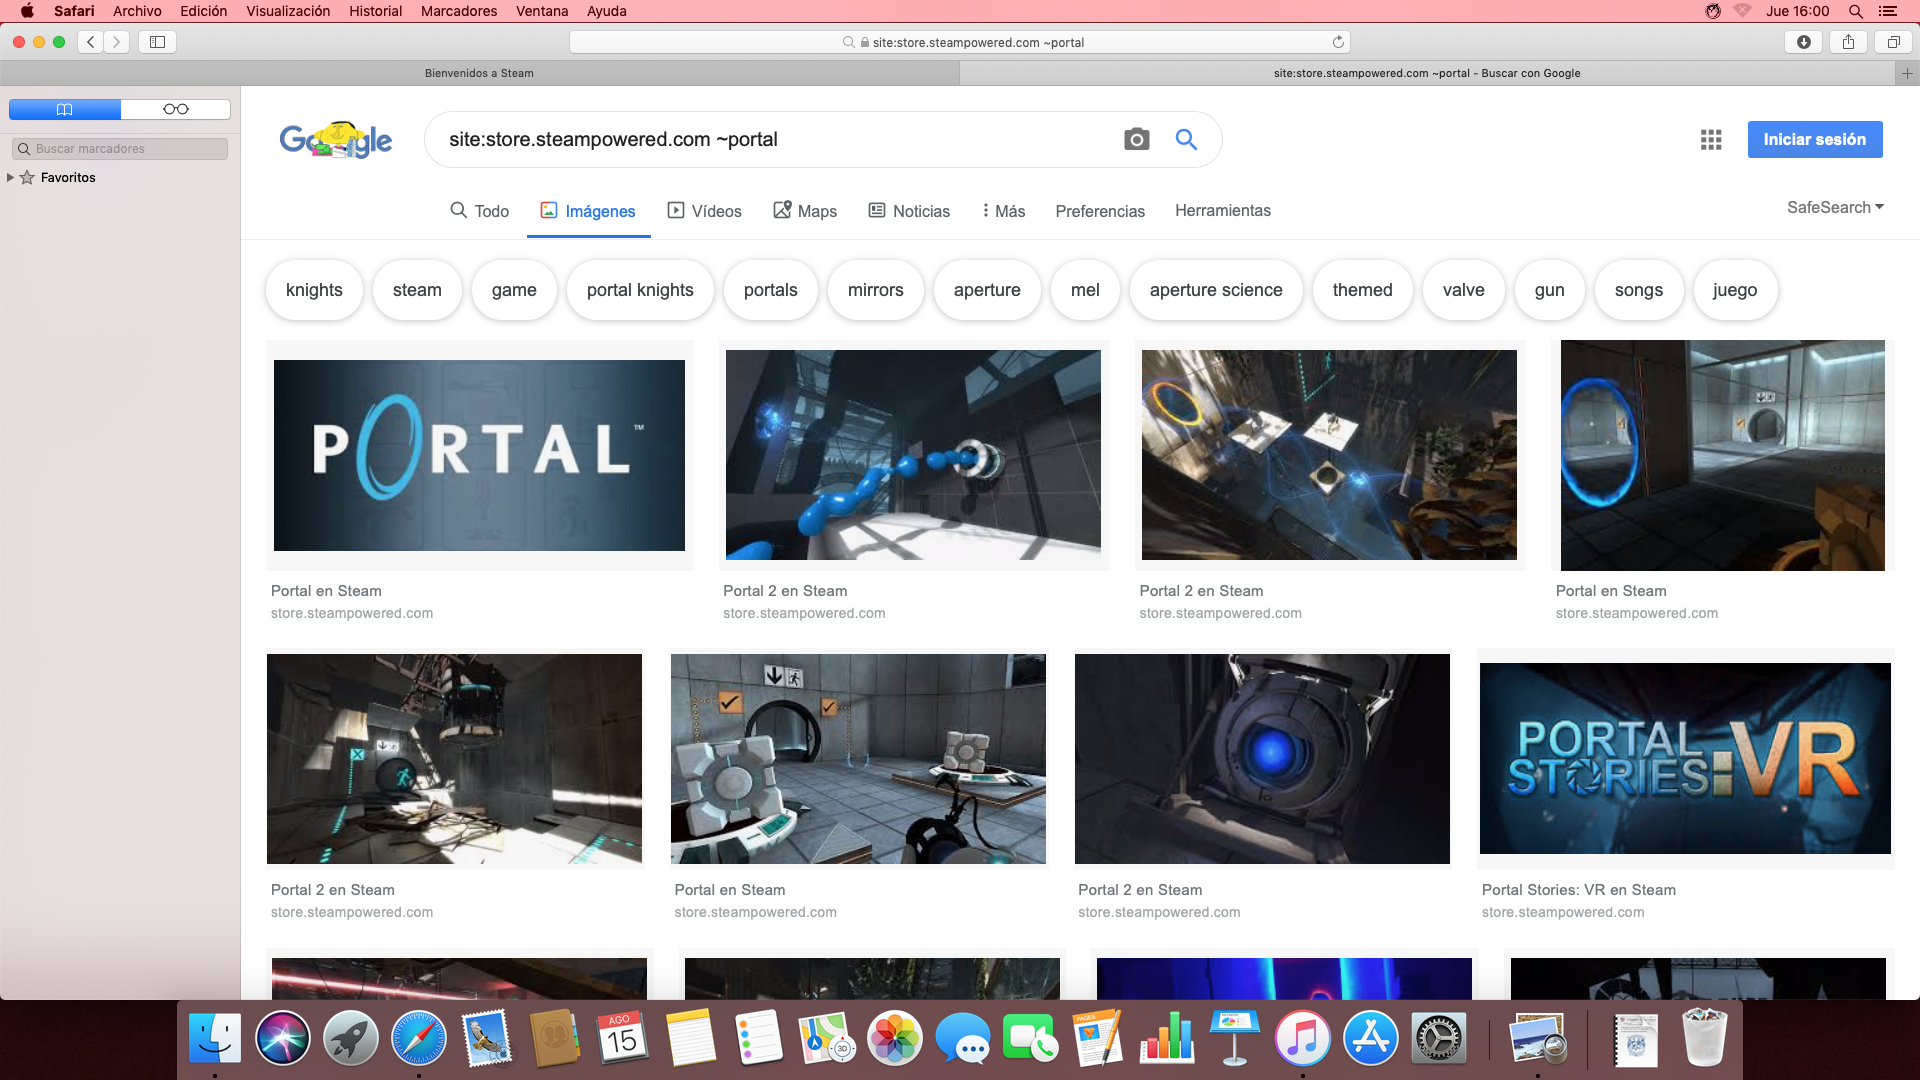 Safari Archivo Edición Visualización Historial Marcadores Ventana Ayuda Jue 16:00
site:store.steampowered.com ~portal
Bienvenidos a Steam
site:store.steampowered.com ~portal - Buscar con Google
Buscar marcadores
Favoritos
Google
site:store.steampowered.com ~portal
Iniciar sesión
Todo Imágenes Vídeos Maps Noticias Más Preferencias Herramientas
SafeSearch
knights steam game portal knights portals mirrors aperture mel aperture science themed valve gun songs juego
PORTAL™
Portal en Steam
store.steampowered.com
Portal 2 en Steam
store.steampowered.com
Portal 2 en Steam
store.steampowered.com
Portal en Steam
store.steampowered.com
PORTAL
STORIES:VR
Portal 2 en Steam
store.steampowered.com
Portal en Steam
store.steampowered.com
Portal 2 en Steam
store.steampowered.com
Portal Stories: VR en Steam
store.steampowered.com
AGO
15
3D
PAGES